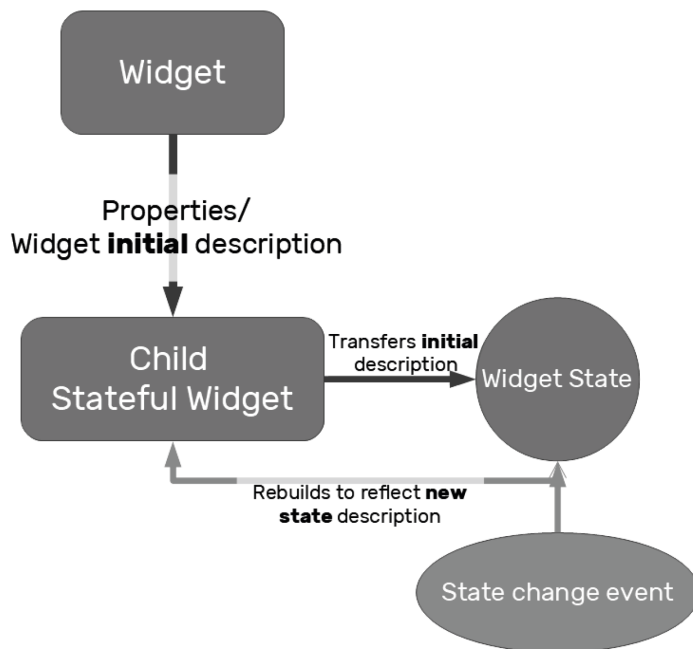 Widget
Properties/
Widget initial description
Child
Stateful Widget
Transfers initial
description
Widget State
Rebuilds to reflect new
state description
State change event